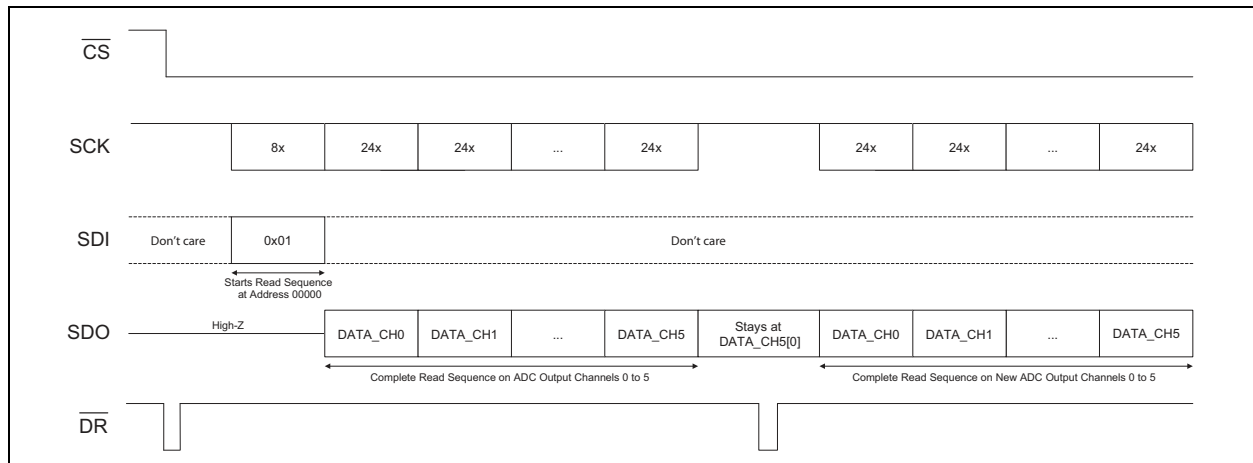 CS
SCK
8x 24x 24x ... 24x 24x 24x ... 24x
SDI
Don't care 0x01 Don't care
Starts Read Sequence
at Address 00000
SDO
High-Z
DATA_CH0 DATA_CH1 ... DATA_CH5 Stays at
DATA_CH5[0] DATA_CH0 DATA_CH1 ... DATA_CH5
Complete Read Sequence on ADC Output Channels 0 to 5 Complete Read Sequence on New ADC Output Channels 0 to 5
DR